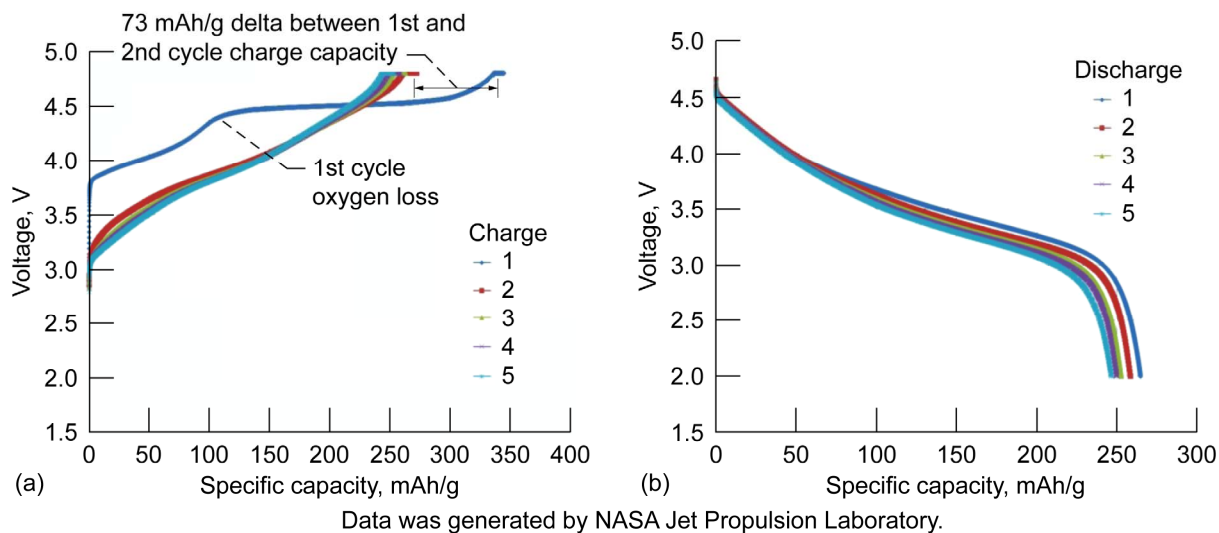 73 mAh/g delta between 1st and
2nd cycle charge capacity
5.0
4.5
4.0
3.5
3.0
2.5
2.0
1.5
Voltage, V
1st cycle
oxygen loss
Charge
1
2
3
4
5
0 50 100 150 200 250 300 350 400
(a)
Specific capacity, mAh/g
5.0
4.5
4.0
3.5
3.0
2.5
2.0
1.5
Voltage, V
Discharge
1
2
3
4
5
0 50 100 150 200 250 300
(b)
Specific capacity, mAh/g
Data was generated by NASA Jet Propulsion Laboratory.